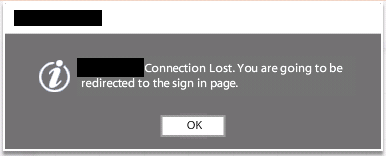 Connection Lost. You are going to be
redirected to the sign in page.
OK